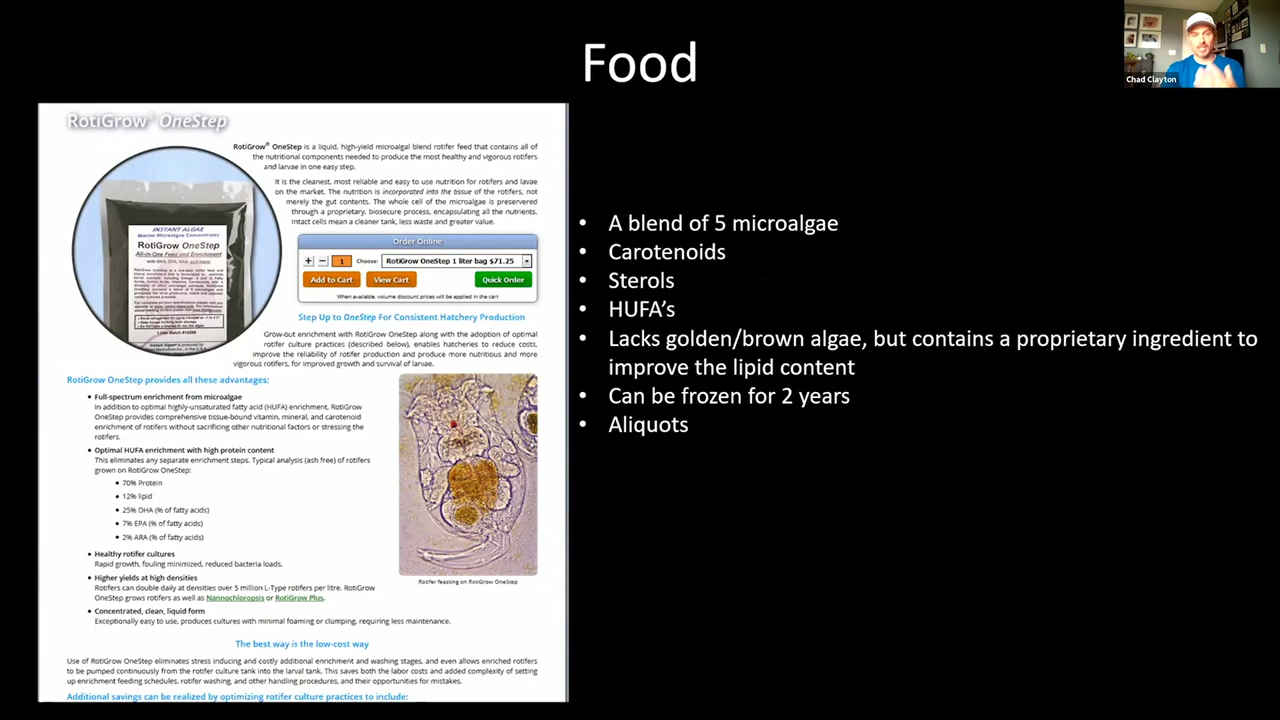 Food
Chad Clayton
RotiGrow® OneStep
RotiGrow® OneStep is a liquid, high-yield microalgal blend rotifer feed that contains all of
the nutritional components needed to produce the most healthy and vigorous rotifers
and larvae in one easy step.
It is the cleanest, most reliable and easy to use nutrition for rotifers and larvae
on the market. The nutrition is incorporated into the tissue of the rotifers, not
merely the gut contents. The whole cell of the microalgae is preserved
through a proprietary, biosecure process, encapsulating all the nutrients.
Intact cells mean a cleaner tank, less waste and greater value.
INSTANT ALGAE
Marine Microalgae Concentrates
RotiGrow OneStep
All-in-One Feed and Enrichment
Order Online
+ − 1 Choose: RotiGrow OneStep 1 liter bag $71.25
Add to Cart View Cart Quick Order
When available, volume discount prices will be applied in the cart
Step Up to OneStep For Consistent Hatchery Production
Grow-out enrichment with RotiGrow OneStep along with the adoption of optimal
rotifer culture practices (described below), enables hatcheries to reduce costs,
improve the reliability of rotifer production and produce more nutritious and more
vigorous rotifers, for improved growth and survival of larvae.
RotiGrow OneStep provides all these advantages:
• Full-spectrum enrichment from microalgae
In addition to optimal highly-unsaturated fatty acid (HUFA) enrichment, RotiGrow
OneStep provides comprehensive tissue-bound vitamin, mineral, and carotenoid
enrichment of rotifers without sacrificing other nutritional factors or stressing the
rotifers.
• Optimal HUFA enrichment with high protein content
This eliminates any separate enrichment steps. Typical analysis (ash free) of rotifers
grown on RotiGrow OneStep:
• 70% Protein
• 12% lipid
• 25% DHA (% of fatty acids)
• 7% EPA (% of fatty acids)
• 2% ARA (% of fatty acids)
• Healthy rotifer cultures
Rapid growth, fouling minimized, reduced bacteria loads.
• Higher yields at high densities
Rotifers can double daily at densities over 5 million L-Type rotifers per litre. RotiGrow
OneStep grows rotifers as well as Nannochloropsis or RotiGrow Plus.
• Concentrated, clean, liquid form
Exceptionally easy to use, produces cultures with minimal foaming or clumping, requiring less maintenance.
Rotifer feasting on RotiGrow OneStep
The best way is the low-cost way
Use of RotiGrow OneStep eliminates stress inducing and costly additional enrichment and washing stages, and even allows enriched rotifers
to be pumped continuously from the rotifer culture tank into the larval tank. This saves both the labor costs and added complexity of setting
up enrichment feeding schedules, rotifer washing, and other handling procedures, and their opportunities for mistakes.
Additional savings can be realized by optimizing rotifer culture practices to include:
• A blend of 5 microalgae
• Carotenoids
• Sterols
• HUFA’s
• Lacks golden/brown algae, but contains a proprietary ingredient to
improve the lipid content
• Can be frozen for 2 years
• Aliquots